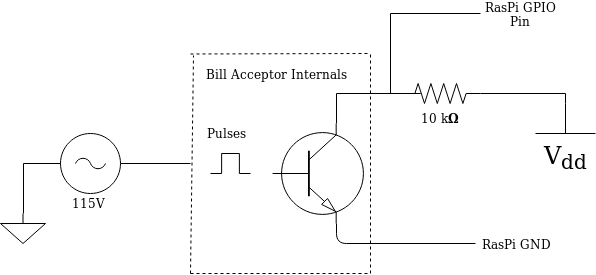 RasPi GPIO
Pin
Bill Acceptor Internals
10 kΩ
Pulses
Vdd
115V
RasPi GND